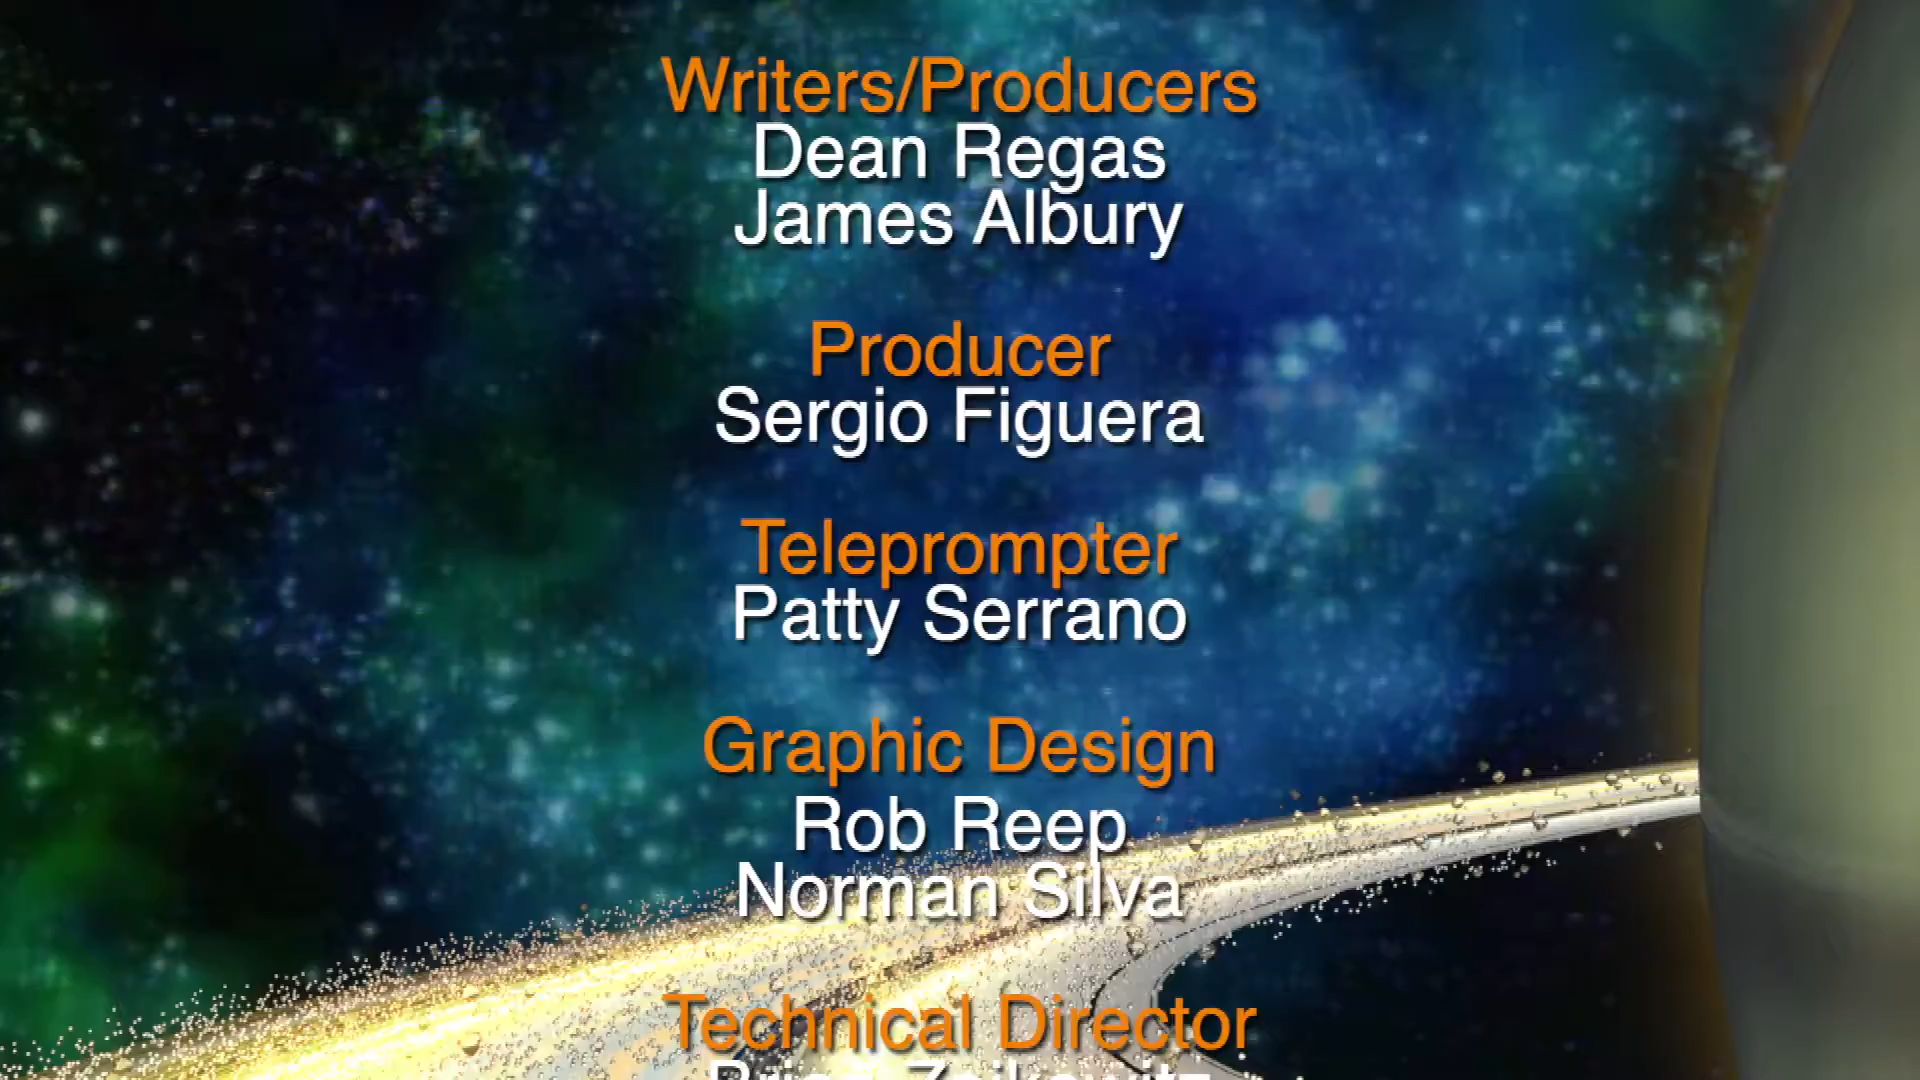 Writers/Producers
Dean Regas
James Albury
Producer
Sergio Figuera
Teleprompter
Patty Serrano
Graphic Design
Rob Reep
Norman Silva
Technical Director